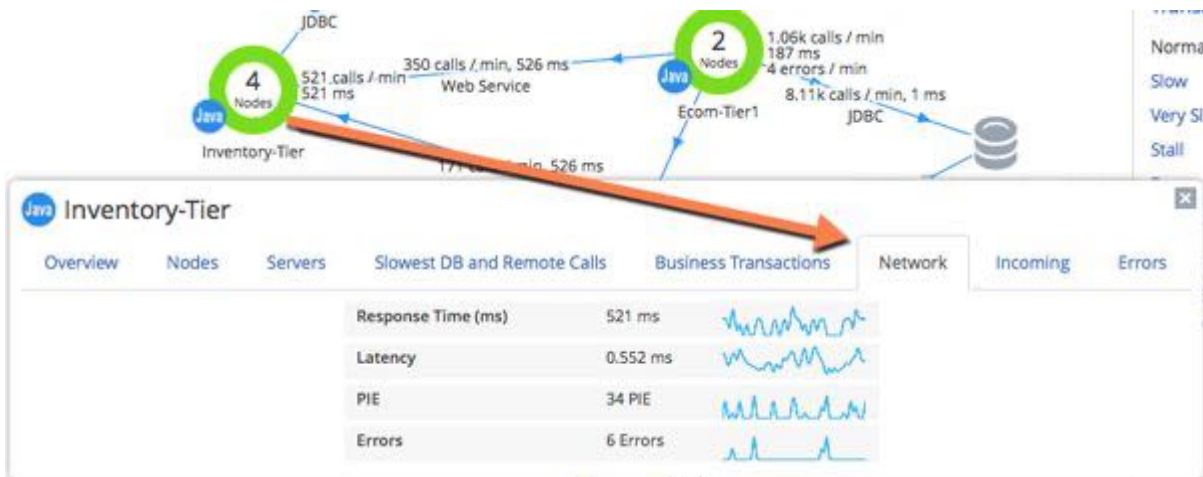 JDBC
4
Nodes
Java
Inventory-Tier
521 calls / min
521 ms
350 calls / min, 526 ms
Web Service
2
Nodes
Java
Ecom-Tier1
1.06k calls / min
187 ms
4 errors / min
8.11k calls / min, 1 ms
JDBC
526 ms
Norma
Slow
Very Sl
Stall
Java Inventory-Tier
Overview Nodes Servers Slowest DB and Remote Calls Business Transactions Network Incoming Errors
Response Time (ms) 521 ms
Latency 0.552 ms
PIE 34 PIE
Errors 6 Errors